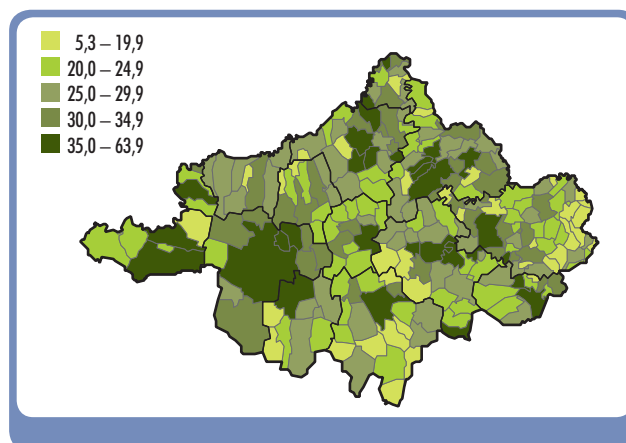 5,3 – 19,9
20,0 – 24,9
25,0 – 29,9
30,0 – 34,9
35,0 – 63,9